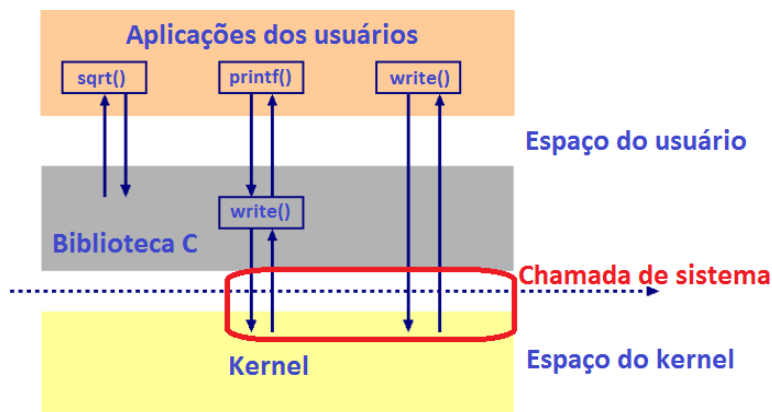 Aplicações dos usuários
sqrt()
printf()
write()
Espaço do usuário
write()
Biblioteca C
Chamada de sistema
Kernel
Espaço do kernel